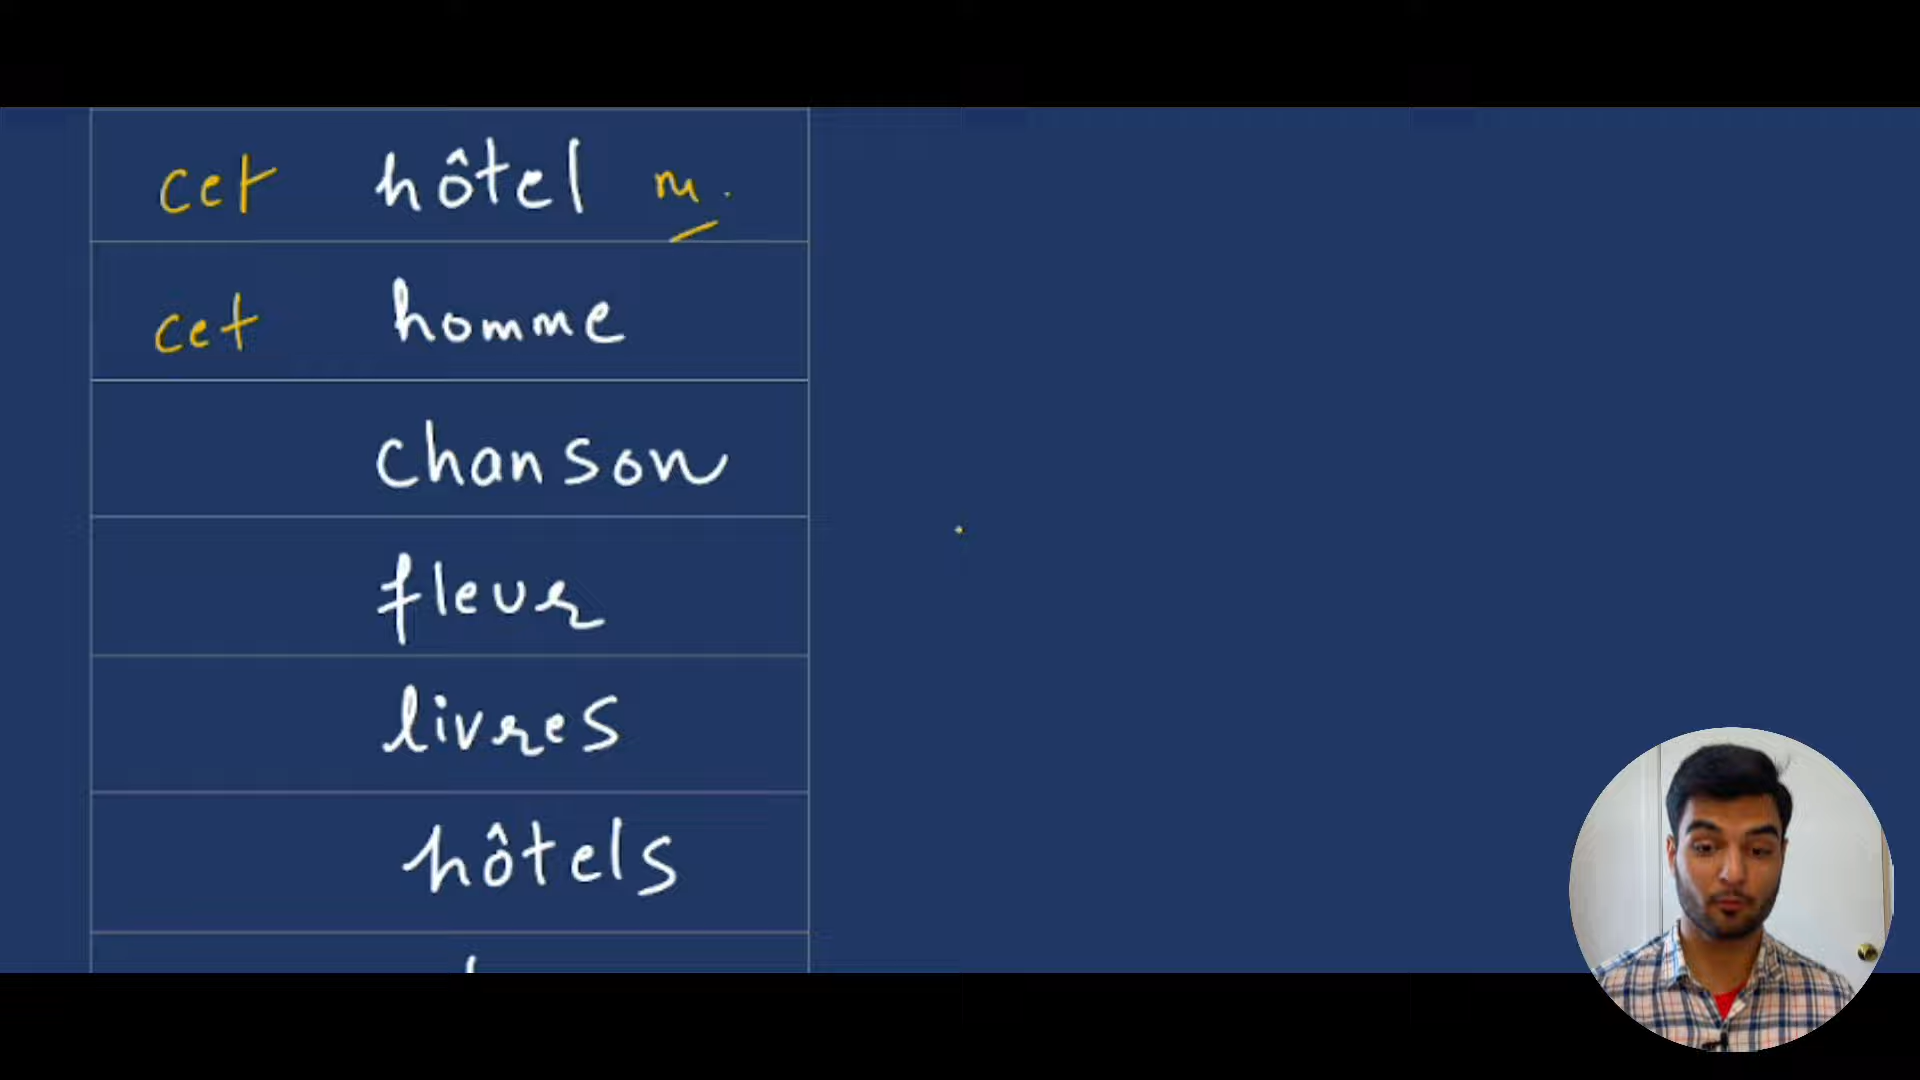 cet hôtel m.
cet homme
chanson
fleur
livres
hôtels